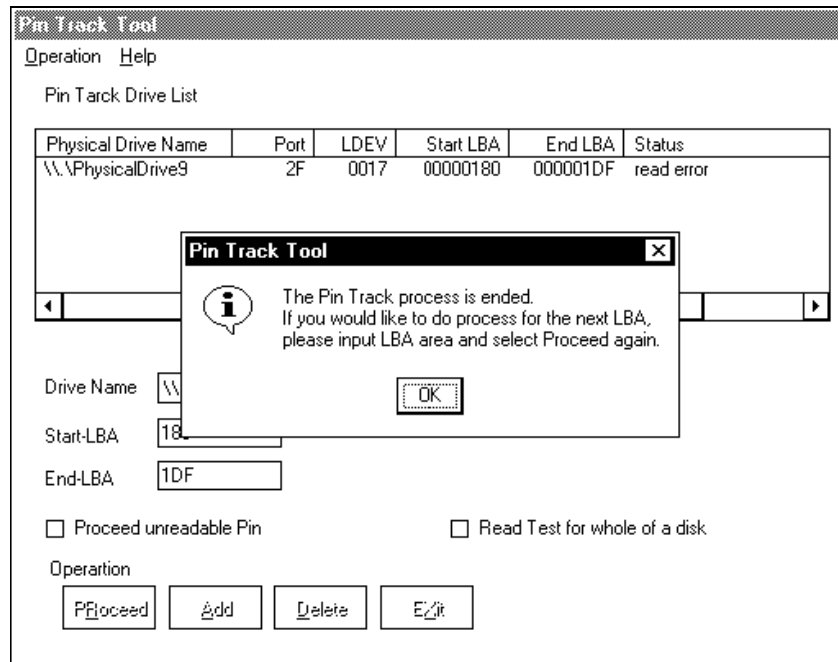 Pin Track Tool
Operation Help
Pin Tarck Drive List
Physical Drive Name Port LDEV Start LBA End LBA Status
\\.\PhysicalDrive9 2F 0017 00000180 000001DF read error
Pin Track Tool
The Pin Track process is ended.
If you would like to do process for the next LBA,
please input LBA area and select Proceed again.
OK
Drive Name \\
Start-LBA
End-LBA 1DF
Proceed unreadable Pin Read Test for whole of a disk
Operartion
PRoceed Add Delete EXit